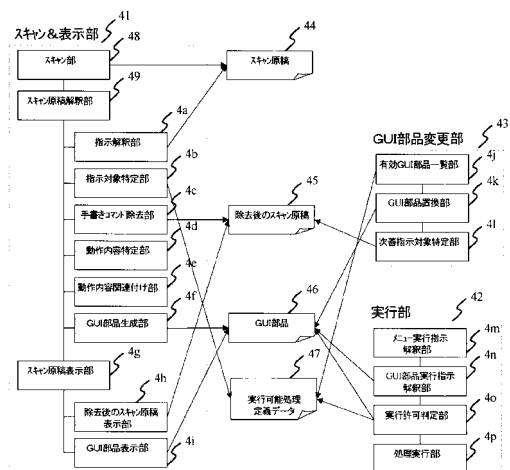 スキャン&表示部
41
48
スキャン部
49
スキャン原稿解釈部
4a
指示解釈部
4b
指示対象特定部
4c
手書きコマンド除去部
4d
動作内容特定部
4e
動作内容関連付け部
4f
GUI部品生成部
4g
スキャン原稿表示部
4h
除去後のスキャン原稿
表示部
4i
GUI部品表示部
44
スキャン原稿
45
除去後のスキャン原稿
46
GUI部品
47
実行可能処理
定義データ
43
GUI部品変更部
4j
有効GUI部品一覧部
4k
GUI部品置換部
4l
次善指示対象特定部
42
実行部
4m
メニュー実行指示
解釈部
4n
GUI部品実行指示
解釈部
4o
実行許可判定部
4p
処理実行部